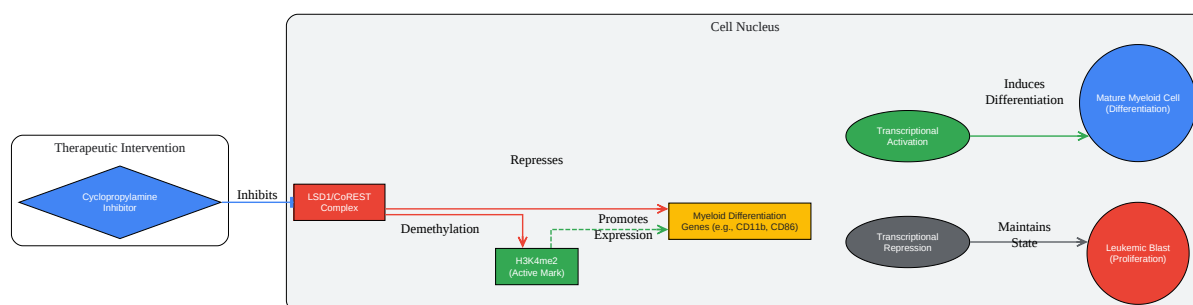 Cell Nucleus
Therapeutic Intervention
Cyclopropylamine
Inhibitor
Inhibits
LSD1/CoREST
Complex
Represses
Demethylation
H3K4me2
(Active Mark)
Promotes
Expression
Myeloid Differentiation
Genes (e.g., CD11b, CD86)
Transcriptional
Activation
Induces
Differentiation
Mature Myeloid Cell
(Differentiation)
Transcriptional
Repression
Maintains
State
Leukemic Blast
(Proliferation)